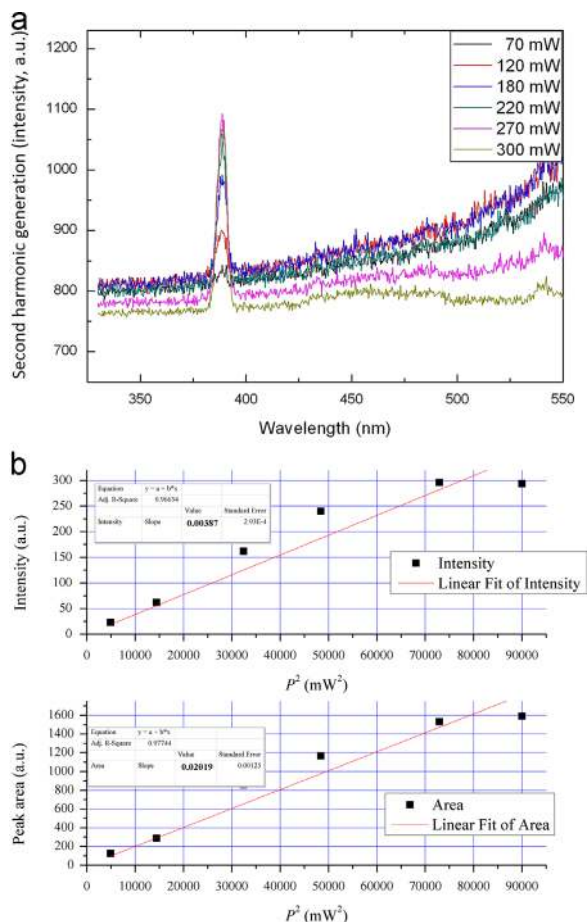 a
Second harmonic generation (intensity, a.u.)
1200
1100
1000
900
800
700
70 mW
120 mW
180 mW
220 mW
270 mW
300 mW
350 400 450 500 550
Wavelength (nm)
b
Intensity (a.u.)
300
250
200
150
100
50
0
Equation y = a + b*x
Adj. R-Square 0.96654
Value Standard Error
Intensity Slope 0.00387 2.93E-4
Intensity
Linear Fit of Intensity
0 10000 20000 30000 40000 50000 60000 70000 80000 90000
P² (mW²)
Peak area (a.u.)
1600
1400
1200
1000
800
600
400
200
0
Equation y = a + b*x
Adj. R-Square 0.97744
Value Standard Error
Area Slope 0.02019 0.00123
Area
Linear Fit of Area
0 10000 20000 30000 40000 50000 60000 70000 80000 90000
P² (mW²)